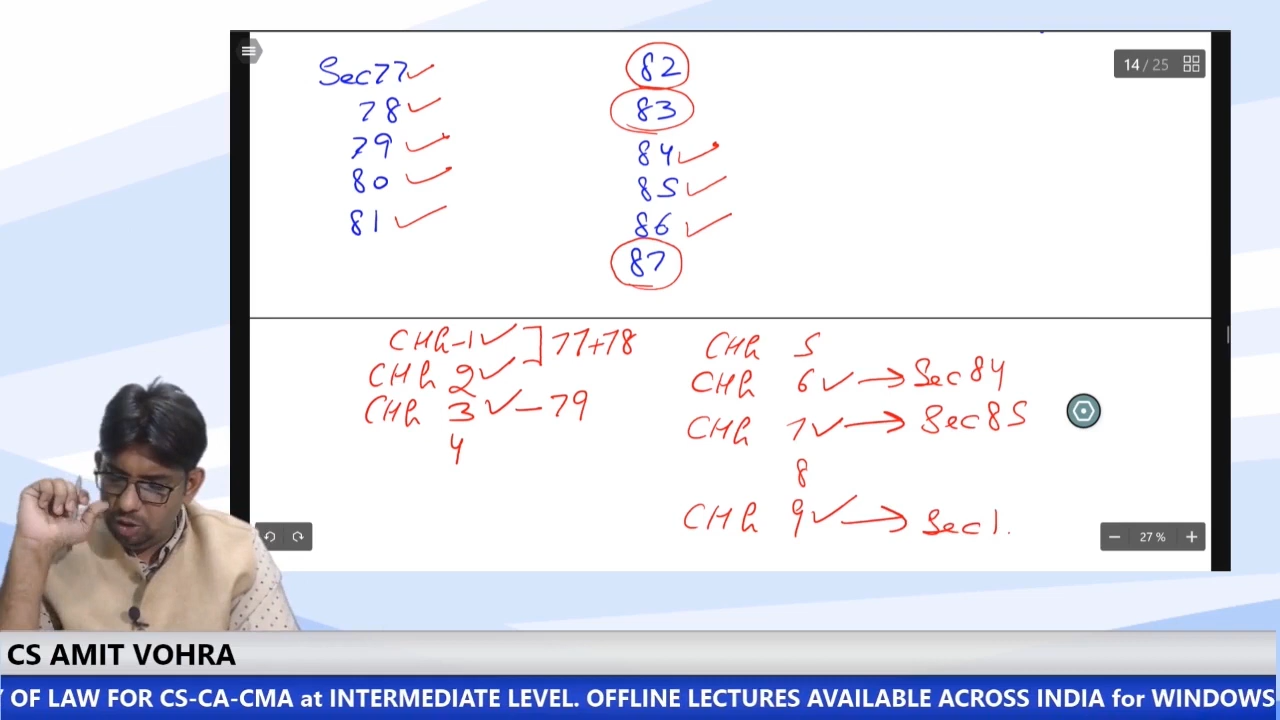 14 / 25
Sec 77 ✓
78 ✓
79 ✓
80 ✓
81 ✓
82
83
84 ✓
85 ✓
86 ✓
87
CHh-1 ✓ ] 77+78
CHh 2 ✓
CHh 3 ✓ – 79
4
CHh 5
CHh 6 ✓ → Sec 84
CHh 7 ✓ → Sec 85
8
CHh 9 ✓ → Sec 1.
27 %
CS AMIT VOHRA
Y OF LAW FOR CS-CA-CMA at INTERMEDIATE LEVEL. OFFLINE LECTURES AVAILABLE ACROSS INDIA for WINDOWS